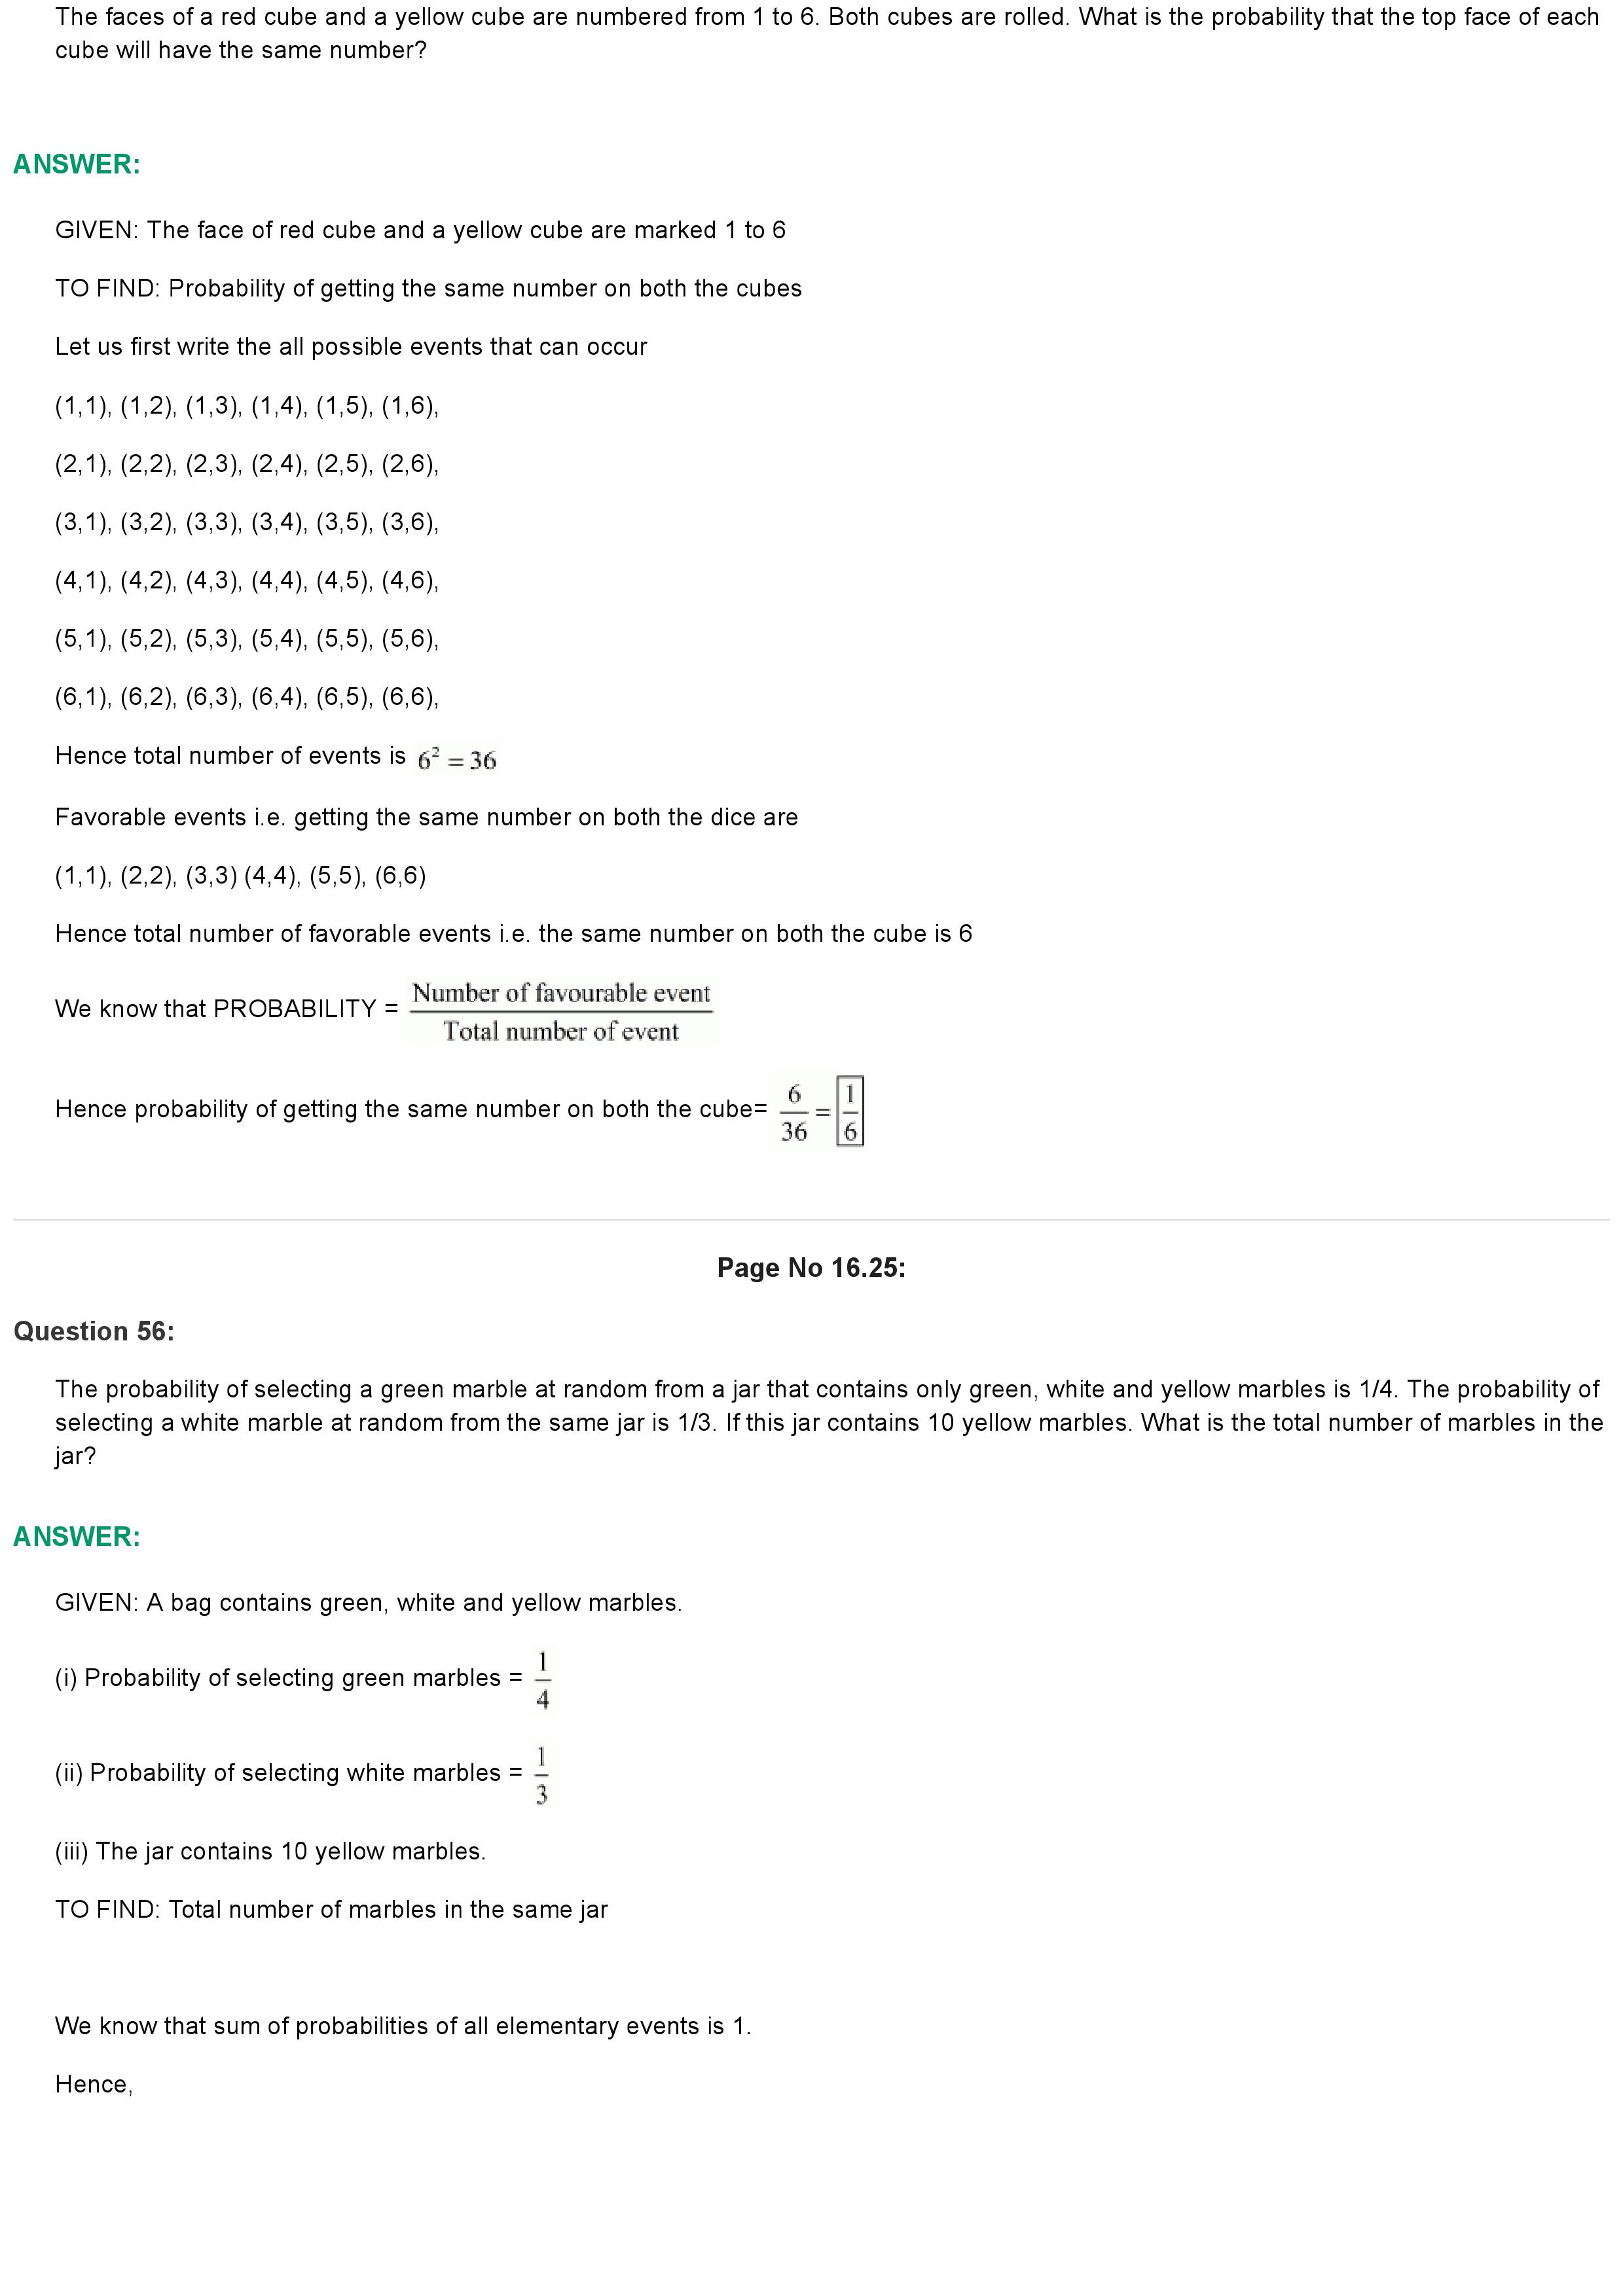 The faces of a red cube and a yellow cube are numbered from 1 to 6. Both cubes are rolled. What is the probability that the top face of each
cube will have the same number?
ANSWER:
GIVEN: The face of red cube and a yellow cube are marked 1 to 6
TO FIND: Probability of getting the same number on both the cubes
Let us first write the all possible events that can occur
(1,1), (1,2), (1,3), (1,4), (1,5), (1,6),
(2,1), (2,2), (2,3), (2,4), (2,5), (2,6),
(3,1), (3,2), (3,3), (3,4), (3,5), (3,6),
(4,1), (4,2), (4,3), (4,4), (4,5), (4,6),
(5,1), (5,2), (5,3), (5,4), (5,5), (5,6),
(6,1), (6,2), (6,3), (6,4), (6,5), (6,6),
Hence total number of events is 6² = 36
Favorable events i.e. getting the same number on both the dice are
(1,1), (2,2), (3,3) (4,4), (5,5), (6,6)
Hence total number of favorable events i.e. the same number on both the cube is 6
We know that PROBABILITY = Number of favourable event / Total number of event
Hence probability of getting the same number on both the cube= 6/36 = 1/6
Page No 16.25:
Question 56:
The probability of selecting a green marble at random from a jar that contains only green, white and yellow marbles is 1/4. The probability of
selecting a white marble at random from the same jar is 1/3. If this jar contains 10 yellow marbles. What is the total number of marbles in the
jar?
ANSWER:
GIVEN: A bag contains green, white and yellow marbles.
(i) Probability of selecting green marbles = 1/4
(ii) Probability of selecting white marbles = 1/3
(iii) The jar contains 10 yellow marbles.
TO FIND: Total number of marbles in the same jar
We know that sum of probabilities of all elementary events is 1.
Hence,